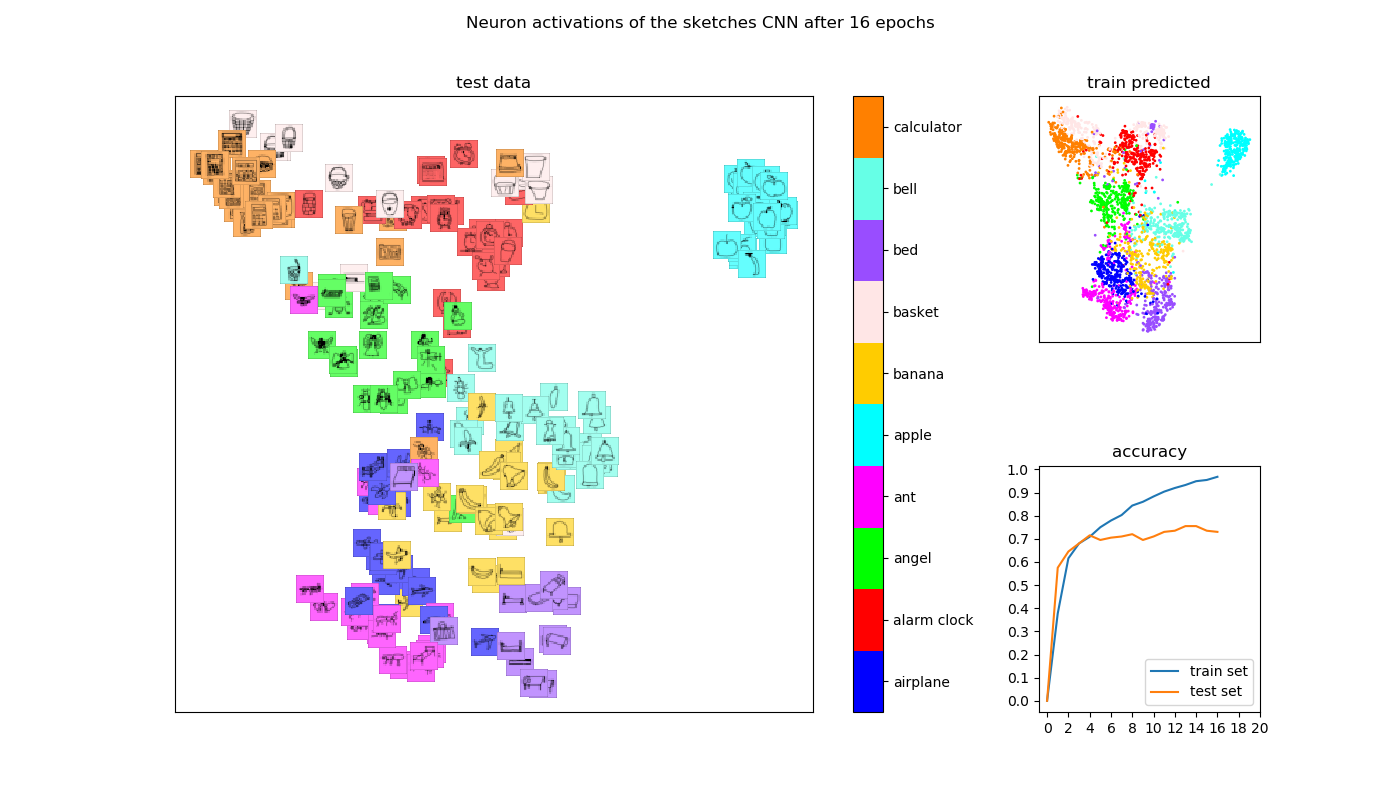 Neuron activations of the sketches CNN after 16 epochs
test data
calculator
bell
bed
basket
banana
apple
ant
angel
alarm clock
airplane
train predicted
accuracy
1.0
0.9
0.8
0.7
0.6
0.5
0.4
0.3
0.2
0.1
0.0
train set
test set
0 2 4 6 8 10 12 14 16 18 20